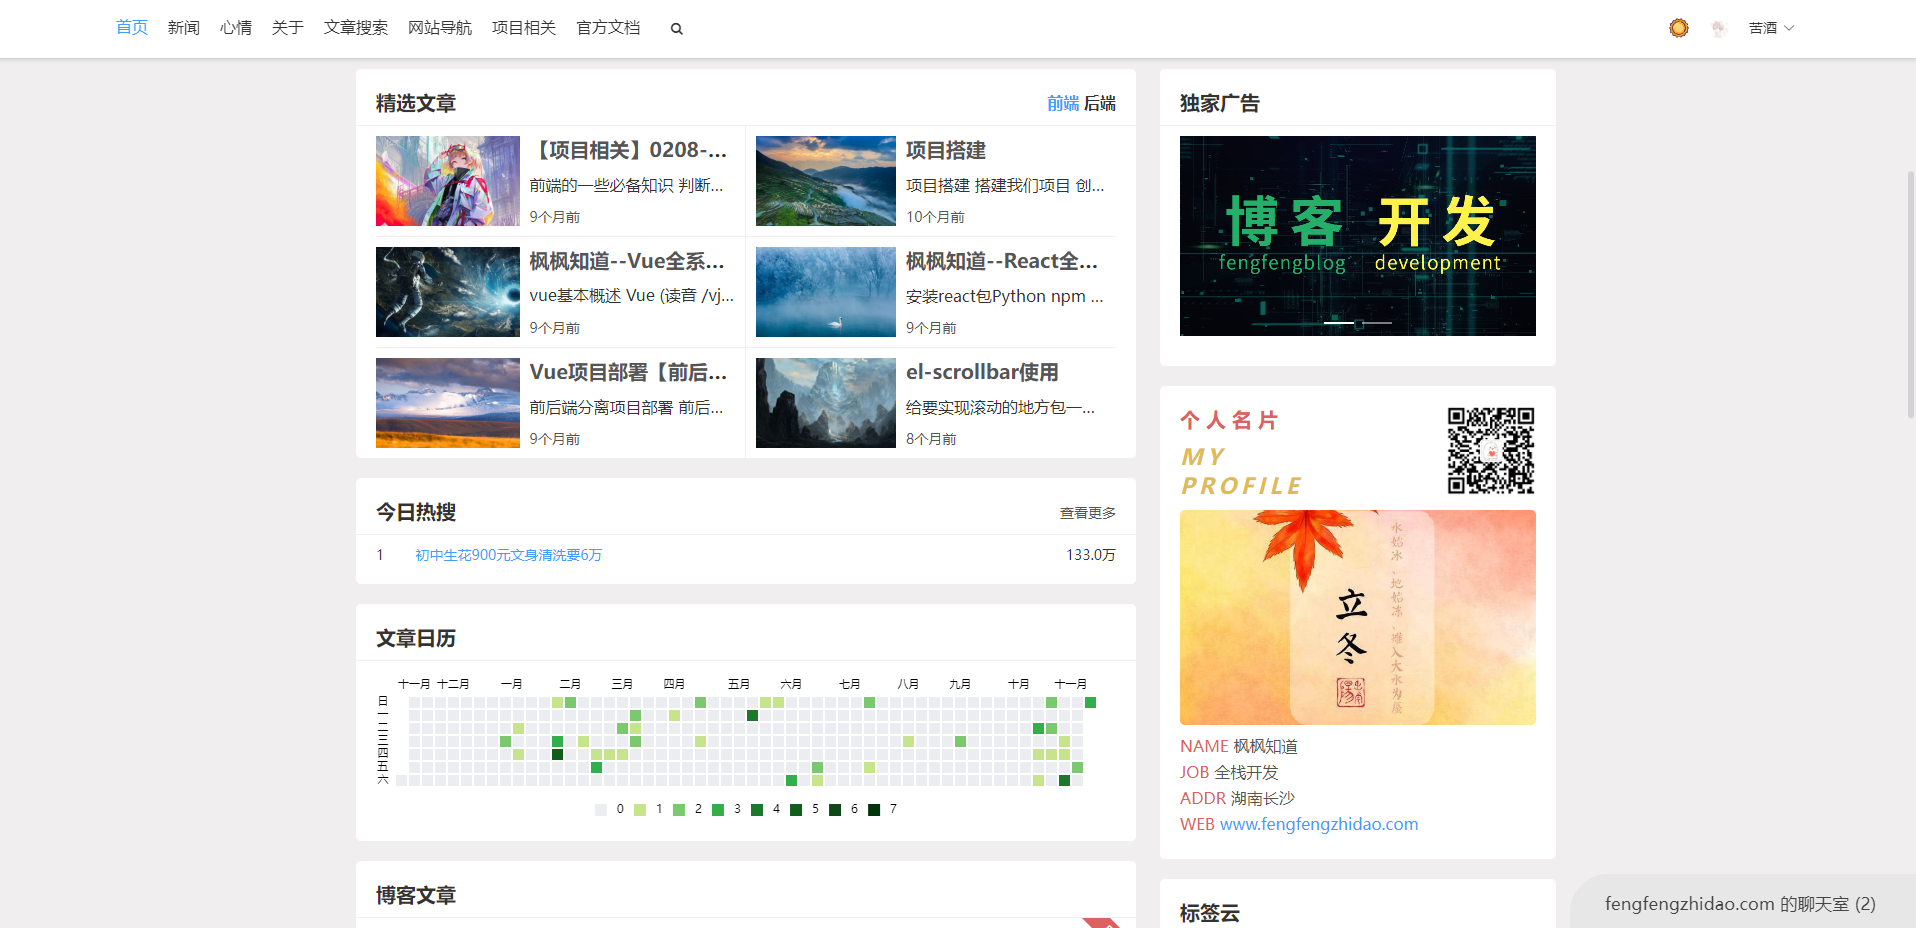 首页 新闻 心情 关于 文章搜索 网站导航 项目相关 官方文档 苦酒
精选文章 前端 后端
【项目相关】0208-...
前端的一些必备知识 判断...
9个月前
项目搭建
项目搭建 搭建我们项目 创...
10个月前
枫枫知道--Vue全系...
vue基本概述 Vue (读音 /vj...
9个月前
枫枫知道--React全...
安装react包Python npm ...
9个月前
Vue项目部署【前后...
前后端分离项目部署 前后...
9个月前
el-scrollbar使用
给要实现滚动的地方包一...
8个月前
今日热搜 查看更多
1 初中生花900元文身清洗要6万 133.0万
文章日历
十一月 十二月 一月 二月 三月 四月 五月 六月 七月 八月 九月 十月 十一月
日
一
二
三
四
五
六
0 1 2 3 4 5 6 7
博客文章
独家广告
博客 开发
fengfengblog development
个人名片
MY
PROFILE
立冬
水始冰、地始冻、雉入大水为蜃
NAME 枫枫知道
JOB 全栈开发
ADDR 湖南长沙
WEB www.fengfengzhidao.com
标签云
fengfengzhidao.com 的聊天室 (2)